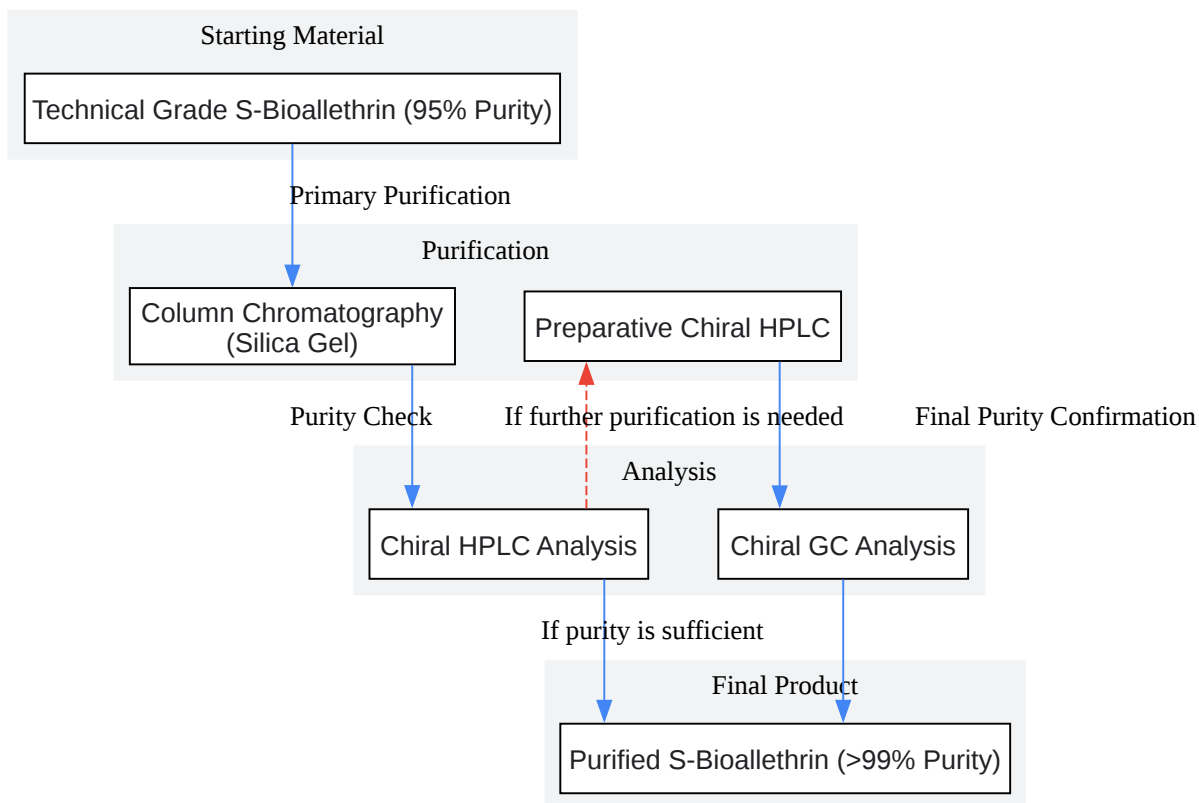 Starting Material
Technical Grade S-Bioallethrin (95% Purity)
Primary Purification
Purification
Column Chromatography
(Silica Gel)
Preparative Chiral HPLC
Purity Check
If further purification is needed
Final Purity Confirmation
Analysis
Chiral HPLC Analysis
Chiral GC Analysis
If purity is sufficient
Final Product
Purified S-Bioallethrin (>99% Purity)